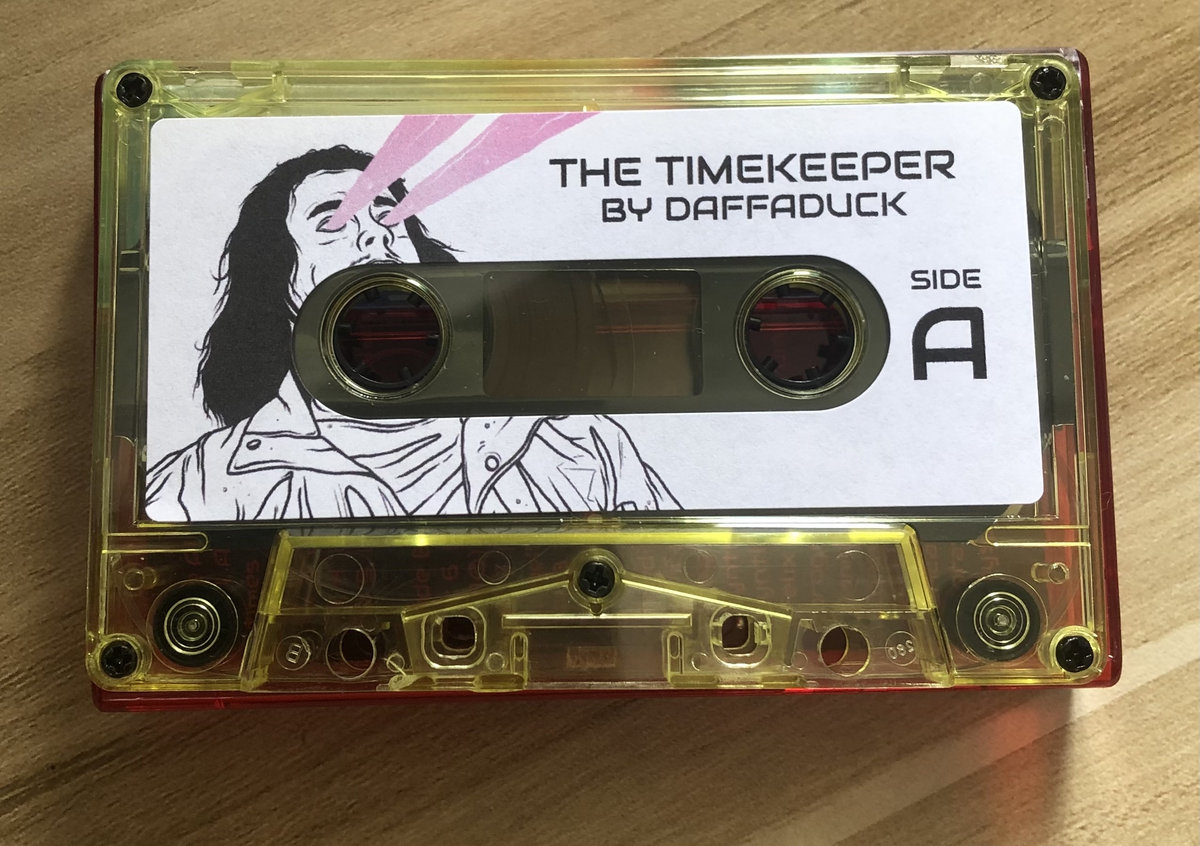 THE TIMEKEEPER
BY DAFFADUCK
SIDE
A